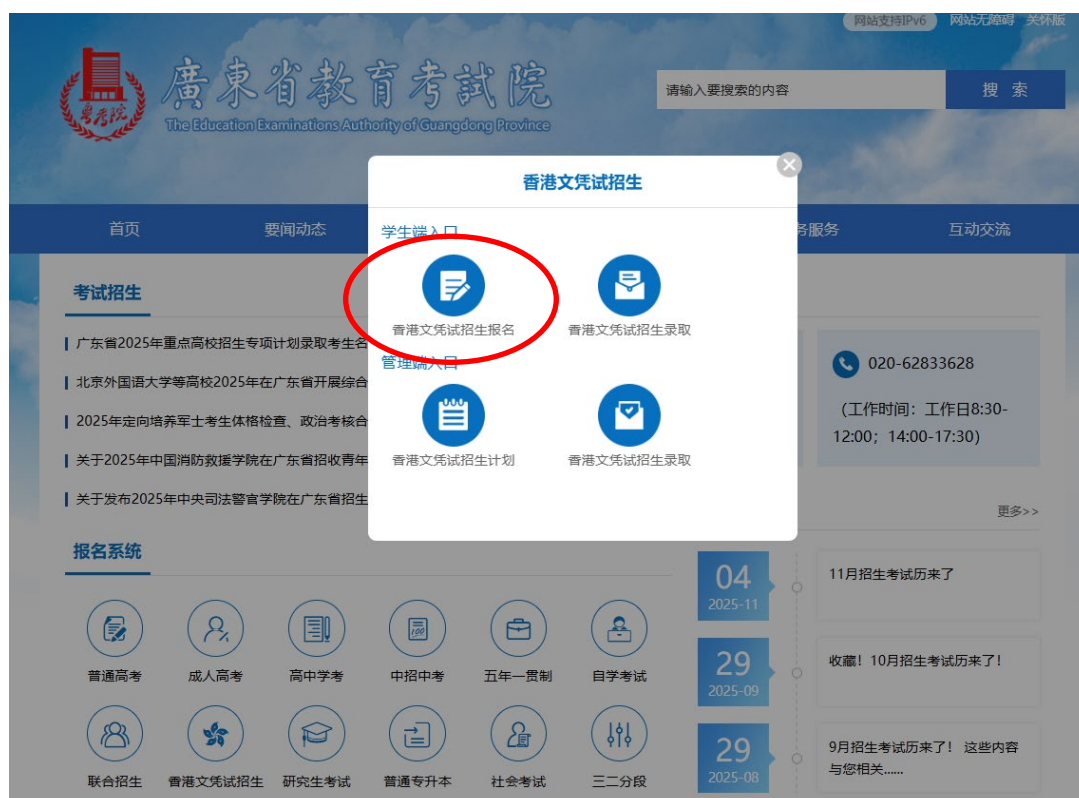 网站支持IPv6 网站无障碍 关怀版
廣東省教育考試院
The Education Examinations Authority of Guangdong Province
粤考院
请输入要搜索的内容
搜 索
香港文凭试招生
首页
要闻动态
务服务
互动交流
学生端入口
香港文凭试招生报名
香港文凭试招生录取
管理端入口
香港文凭试招生计划
香港文凭试招生录取
考试招生
广东省2025年重点高校招生专项计划录取考生名
北京外国语大学等高校2025年在广东省开展综合
2025年定向培养军士考生体格检查、政治考核合
关于2025年中国消防救援学院在广东省招收青年
关于发布2025年中央司法警官学院在广东省招生
020-62833628
（工作时间：工作日8:30-
12:00；14:00-17:30）
更多>>
报名系统
普通高考
成人高考
高中学考
100
中招中考
五年一贯制
自学考试
联合招生
香港文凭试招生
研究生考试
普通专升本
社会考试
三二分段
04
2025-11
11月招生考试历来了
29
2025-09
收藏！10月招生考试历来了！
29
2025-08
9月招生考试历来了！ 这些内容
与您相关......